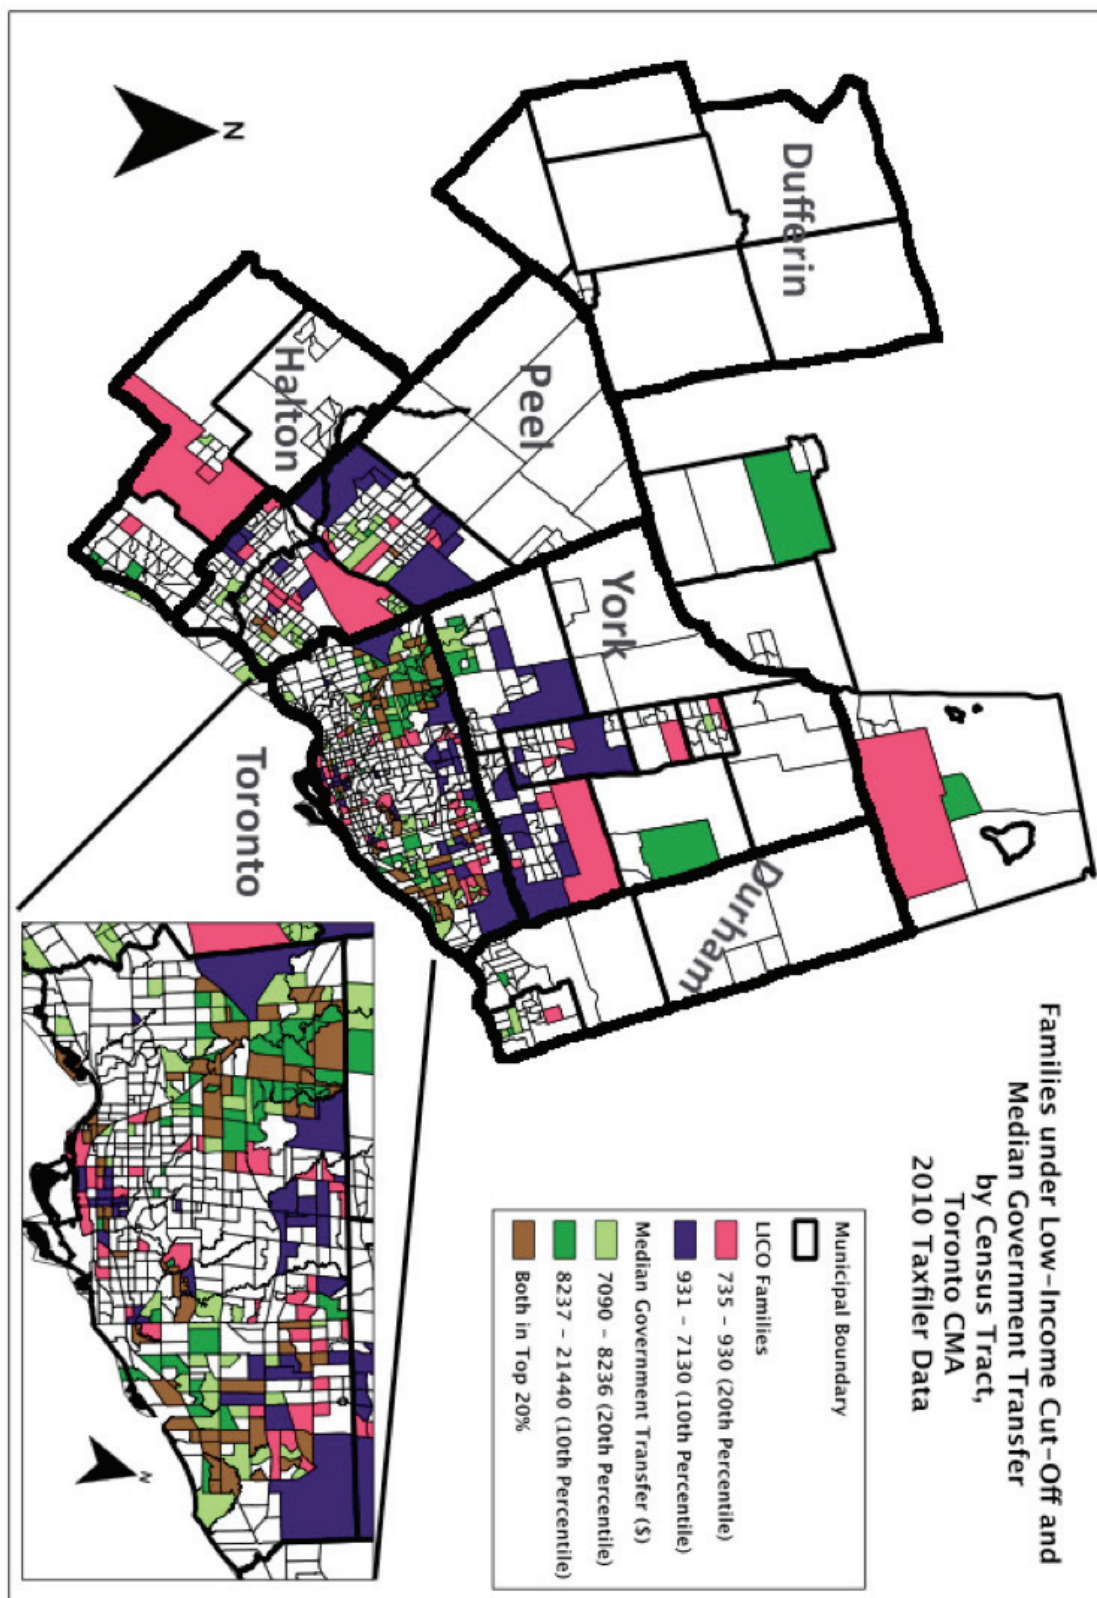 Families under Low-Income Cut-Off and
Median Government Transfer
by Census Tract,
Toronto CMA
2010 Taxfiler Data
Municipal Boundary
LICO Families
735 - 930 (20th Percentile)
931 - 7130 (10th Percentile)
Median Government Transfer ($)
7090 - 8236 (20th Percentile)
8237 - 21440 (10th Percentile)
Both in Top 20%
Dufferin
Peel
York
Durham
Halton
Toronto
N
N